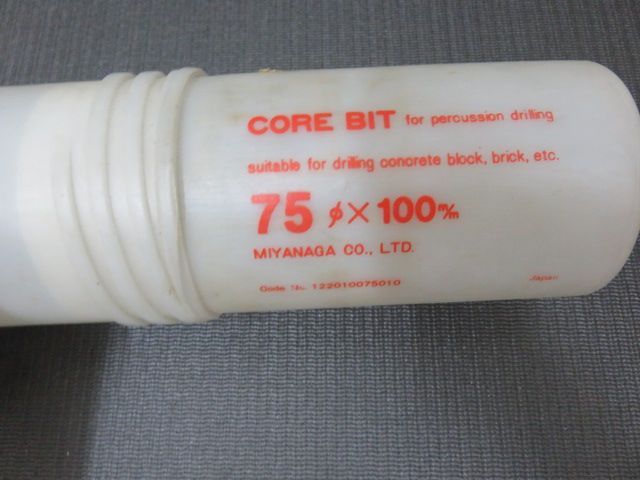 CORE BIT for percussion drilling
suitable for drilling concrete block, brick, etc.
75 φ×100 m/m
MIYANAGA CO., LTD.
Code No. 122010075010 Japan